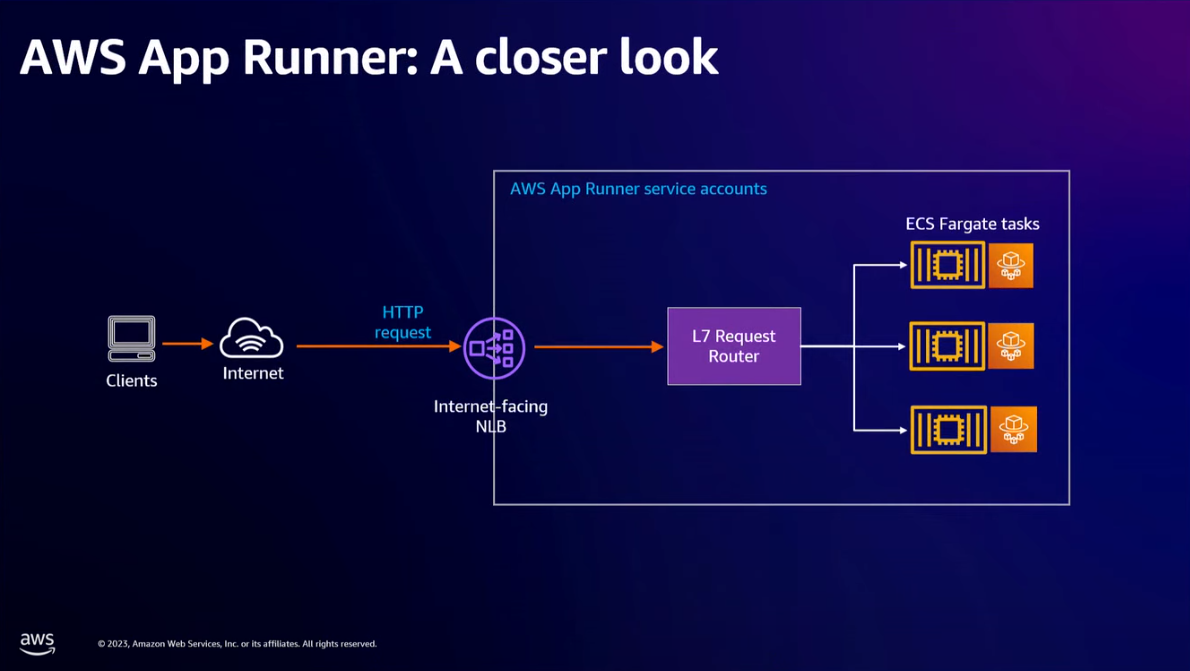 AWS App Runner: A closer look
AWS App Runner service accounts
ECS Fargate tasks
HTTP
request
L7 Request
Router
Clients
Internet
Internet-facing
NLB
aws
© 2023, Amazon Web Services, Inc. or its affiliates. All rights reserved.